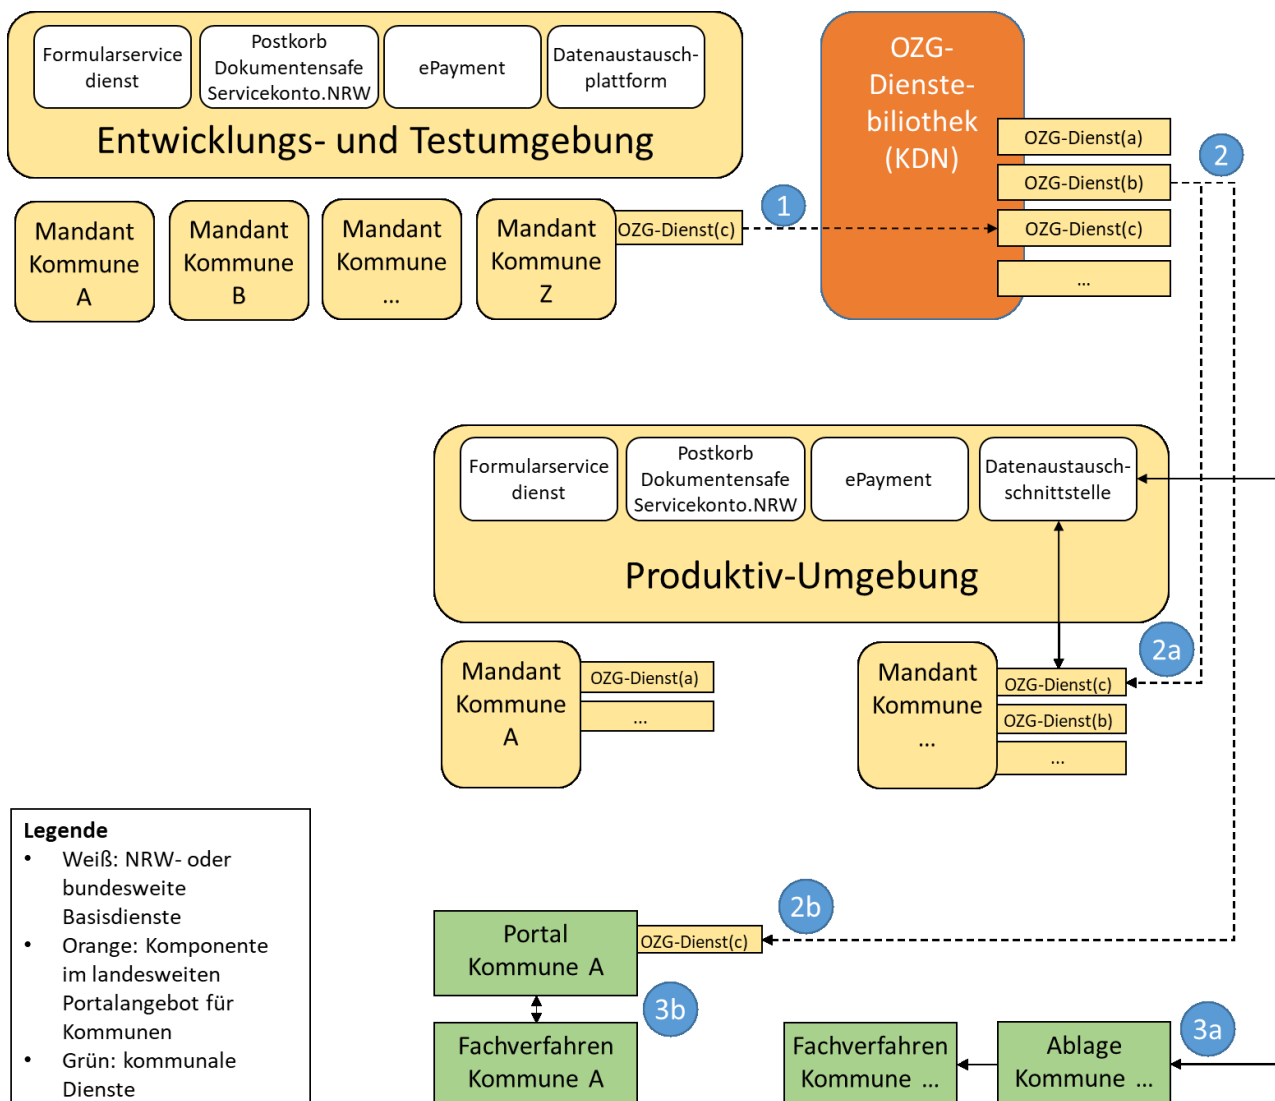 Formularservice
dienst
Postkorb
Dokumentensafe
Servicekonto.NRW
ePayment
Datenaustausch-
plattform
Entwicklungs- und Testumgebung
OZG-
Dienste-
biliothek
(KDN)
OZG-Dienst(a)
OZG-Dienst(b)
OZG-Dienst(c)
...
2
Mandant
Kommune
A
Mandant
Kommune
B
Mandant
Kommune
...
Mandant
Kommune
Z
OZG-Dienst(c)
1
Formularservice
dienst
Postkorb
Dokumentensafe
Servicekonto.NRW
ePayment
Datenaustausch-
schnittstelle
Produktiv-Umgebung
Mandant
Kommune
A
OZG-Dienst(a)
...
Mandant
Kommune
...
OZG-Dienst(c)
OZG-Dienst(b)
...
2a
Legende
• Weiß: NRW- oder
bundesweite
Basisdienste
• Orange: Komponente
im landesweiten
Portalangebot für
Kommunen
• Grün: kommunale
Dienste
Portal
Kommune A
OZG-Dienst(c)
2b
3b
Fachverfahren
Kommune A
Fachverfahren
Kommune ...
Ablage
Kommune ...
3a